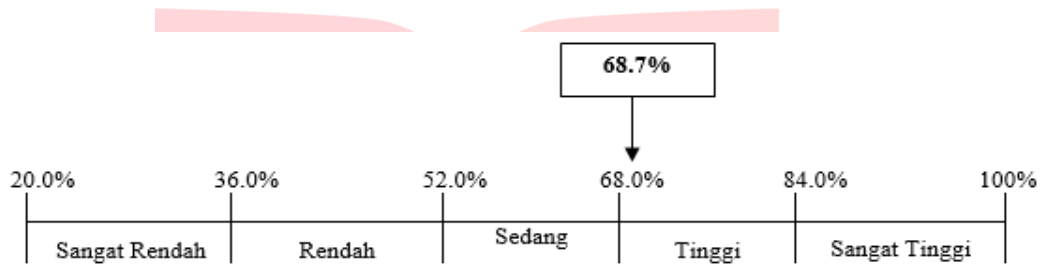 68.7%
20.0% 36.0% 52.0% 68.0% 84.0% 100%
Sangat Rendah Rendah Sedang Tinggi Sangat Tinggi